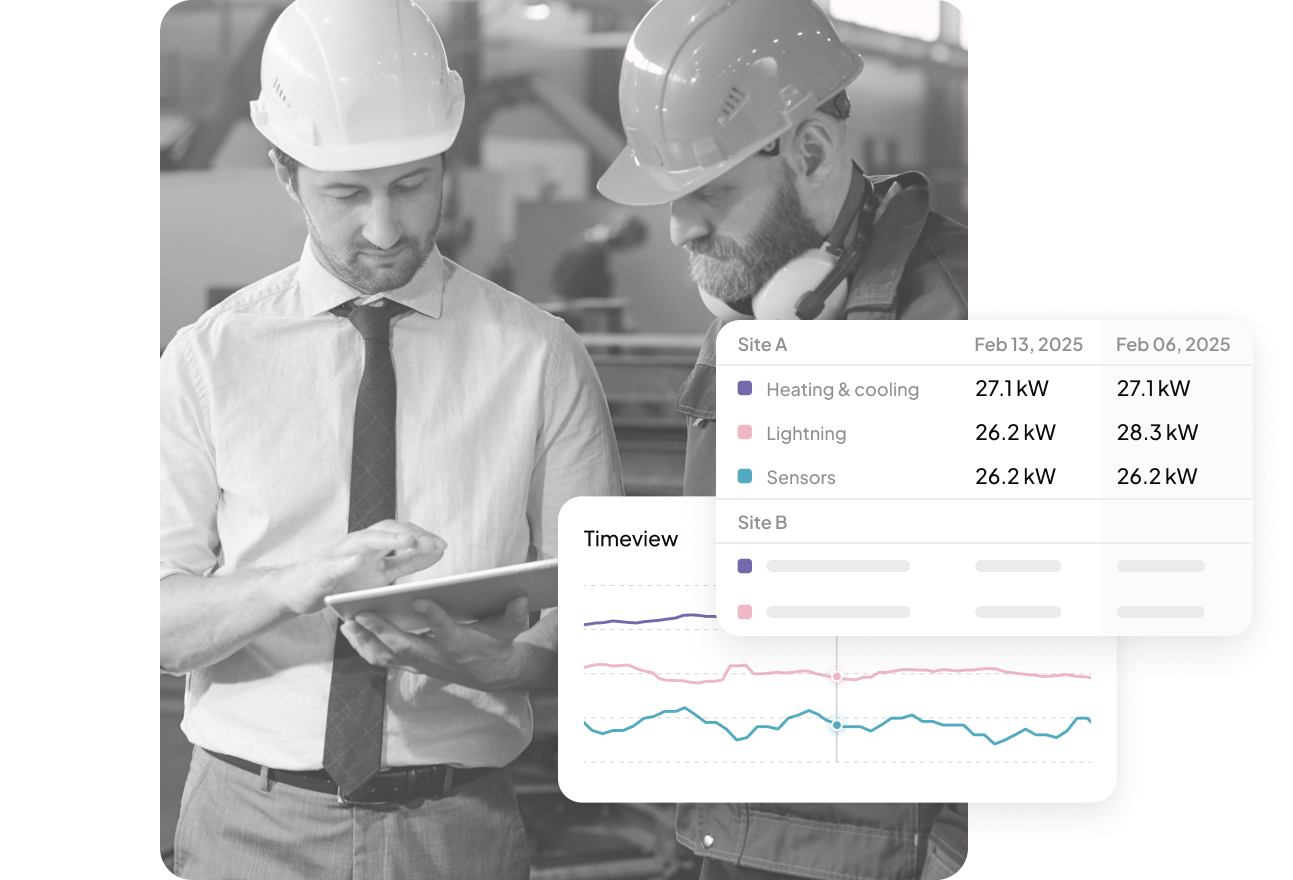 Site A Feb 13, 2025 Feb 06, 2025
Heating & cooling 27.1 kW 27.1 kW
Lightning 26.2 kW 28.3 kW
Sensors 26.2 kW 26.2 kW
Site B
Timeview